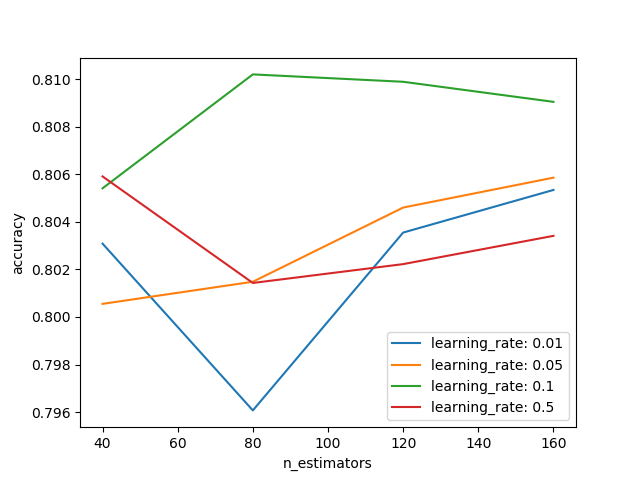 0.810
0.808
0.806
0.804
0.802
0.800
0.798
0.796
accuracy
40 60 80 100 120 140 160
n_estimators
learning_rate: 0.01
learning_rate: 0.05
learning_rate: 0.1
learning_rate: 0.5